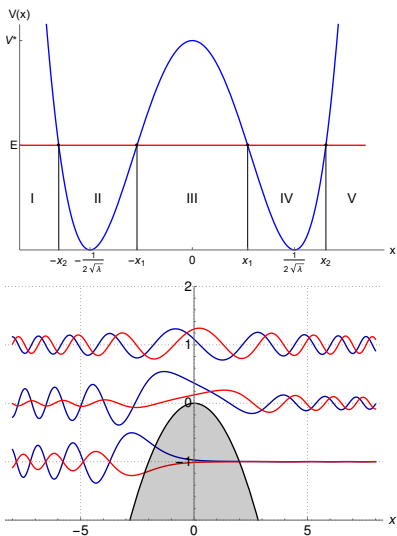 V(x)
V*
E
I II III IV V
x
-x₂ -1/(2√λ) -x₁ 0 x₁ 1/(2√λ) x₂
2
1
0
-1
x
-5 0 5